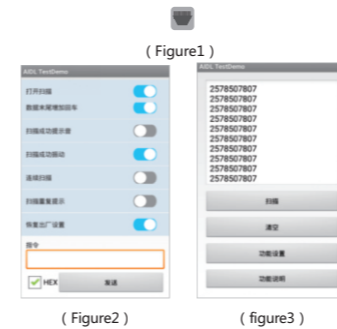 ( Figure1 )
AIDL TestDemo
打开扫描
数据末尾增加回车
扫描成功提示音
扫描成功振动
连续扫描
扫描重复提示
恢复出厂设置
指令
HEX
发送
( Figure2 )
AIDL TestDemo
2578507807
2578507807
2578507807
2578507807
2578507807
2578507807
2578507807
2578507807
2578507807
2578507807
扫描
清空
功能设置
功能说明
( figure3 )